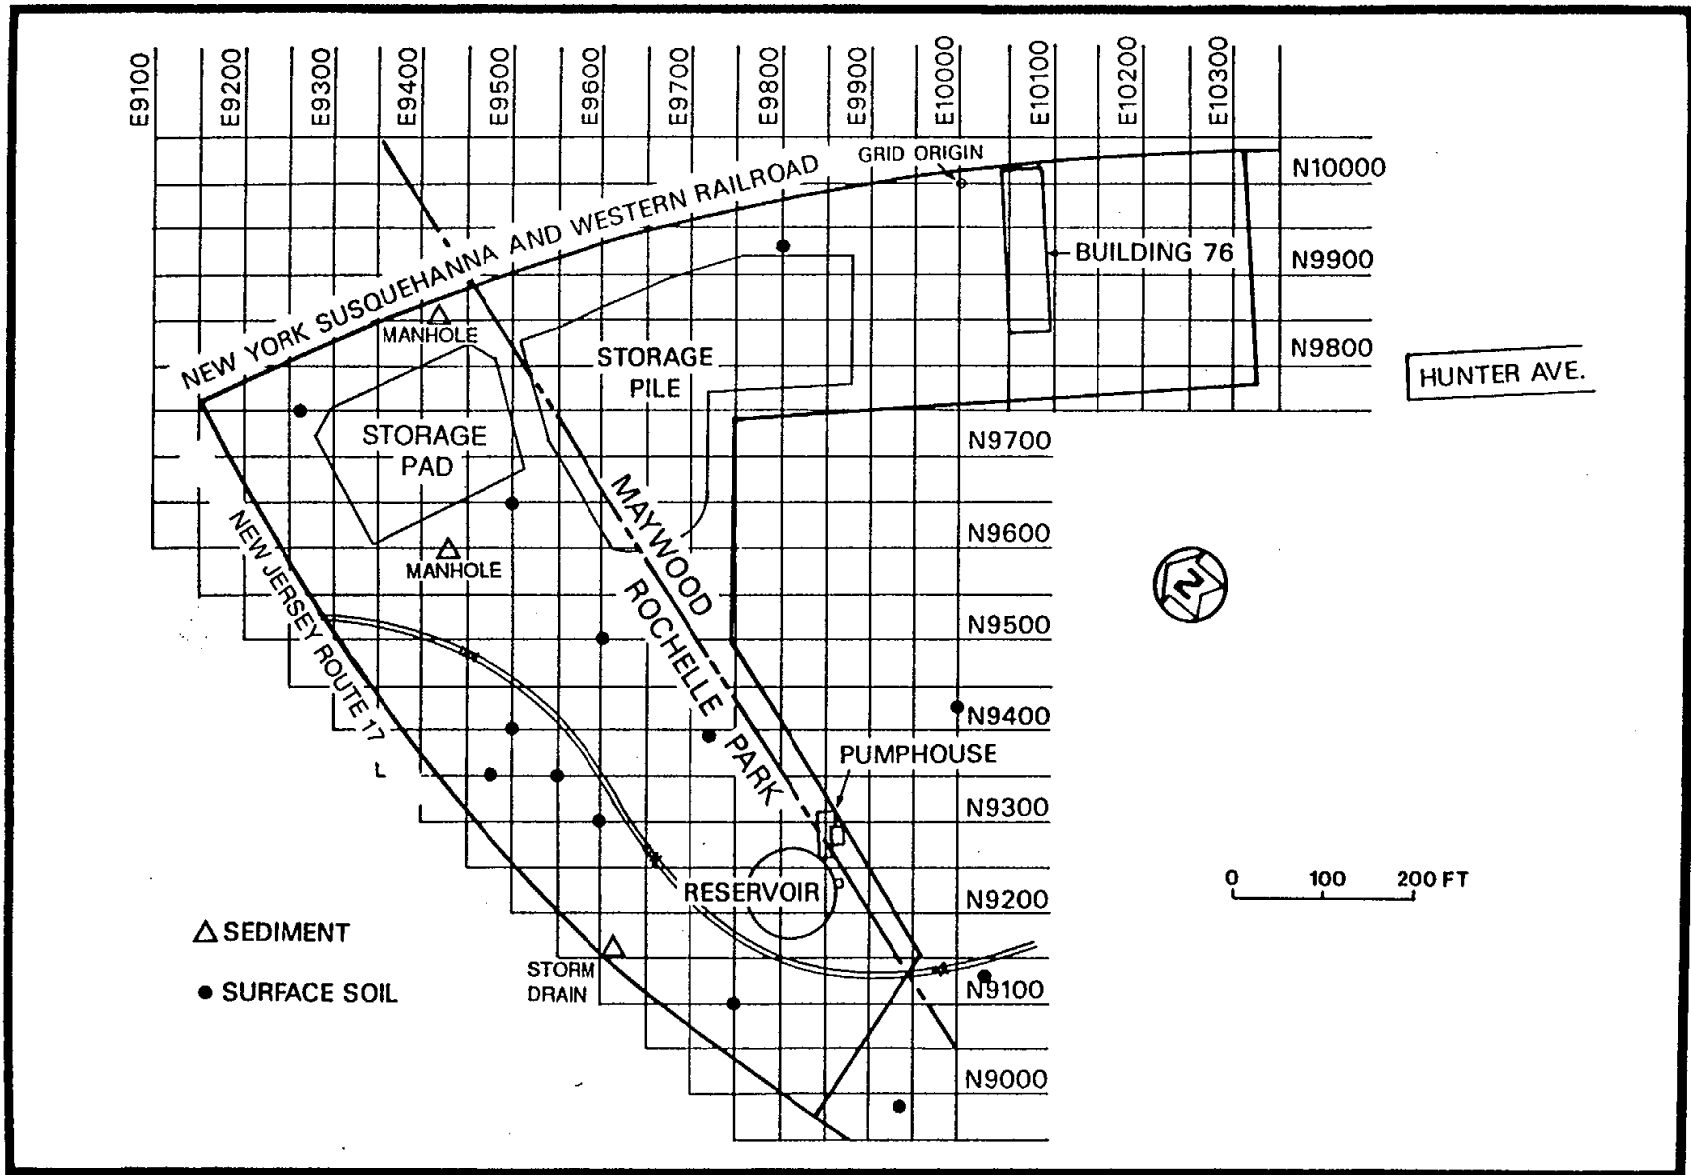 E9100
E9200
E9300
E9400
E9500
E9600
E9700
E9800
E9900
E10000
E10100
E10200
E10300
GRID ORIGIN
N10000
NEW YORK SUSQUEHANNA AND WESTERN RAILROAD
BUILDING 76
N9900
MANHOLE
STORAGE
PILE
N9800
HUNTER AVE.
STORAGE
PAD
N9700
MAYWOOD
N9600
MANHOLE
NEW JERSEY ROUTE 17
ROCHELLE PARK
N
N9500
N9400
PUMPHOUSE
N9300
RESERVOIR
0 100 200 FT
N9200
SEDIMENT
STORM
DRAIN
SURFACE SOIL
N9100
N9000